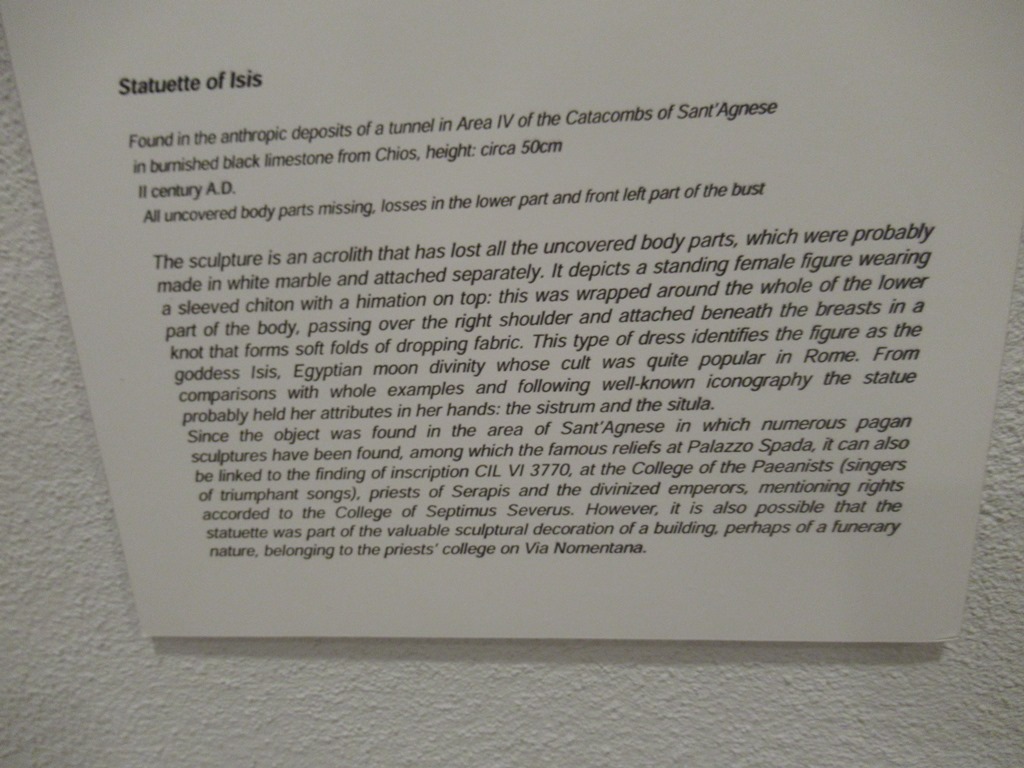 Statuette of Isis
Found in the anthropic deposits of a tunnel in Area IV of the Catacombs of Sant'Agnese
in burnished black limestone from Chios, height: circa 50cm
II century A.D.
All uncovered body parts missing, losses in the lower part and front left part of the bust
The sculpture is an acrolith that has lost all the uncovered body parts, which were probably
made in white marble and attached separately. It depicts a standing female figure wearing
a sleeved chiton with a himation on top: this was wrapped around the whole of the lower
part of the body, passing over the right shoulder and attached beneath the breasts in a
knot that forms soft folds of dropping fabric. This type of dress identifies the figure as the
goddess Isis, Egyptian moon divinity whose cult was quite popular in Rome. From
comparisons with whole examples and following well-known iconography the statue
probably held her attributes in her hands: the sistrum and the situla.
Since the object was found in the area of Sant'Agnese in which numerous pagan
sculptures have been found, among which the famous reliefs at Palazzo Spada, it can also
be linked to the finding of inscription CIL VI 3770, at the College of the Paeanists (singers
of triumphant songs), priests of Serapis and the divinized emperors, mentioning rights
accorded to the College of Septimus Severus. However, it is also possible that the
statuette was part of the valuable sculptural decoration of a building, perhaps of a funerary
nature, belonging to the priests' college on Via Nomentana.